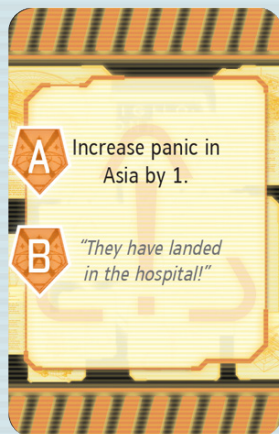 A
Increase panic in
Asia by 1.
B
“They have landed
in the hospital!”